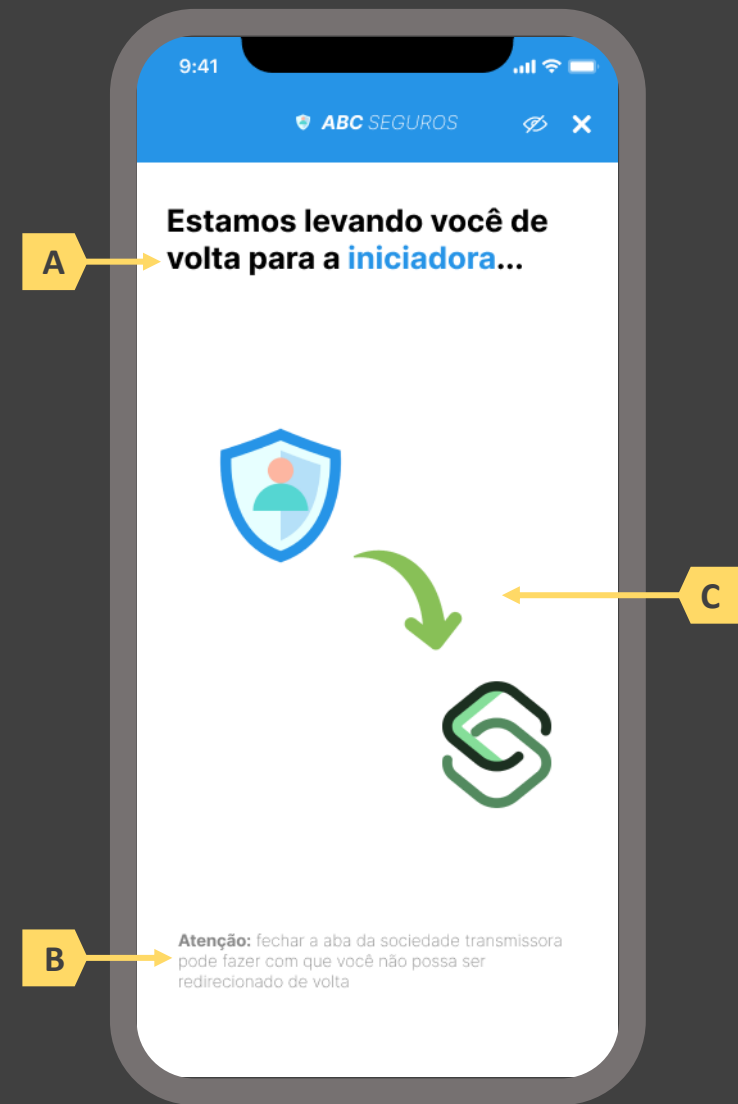 9:41
ABC SEGUROS
Estamos levando você de
A
volta para a iniciadora...
C
Atenção: fechar a aba da sociedade transmissora
B
pode fazer com que você não possa ser
redirecionado de volta